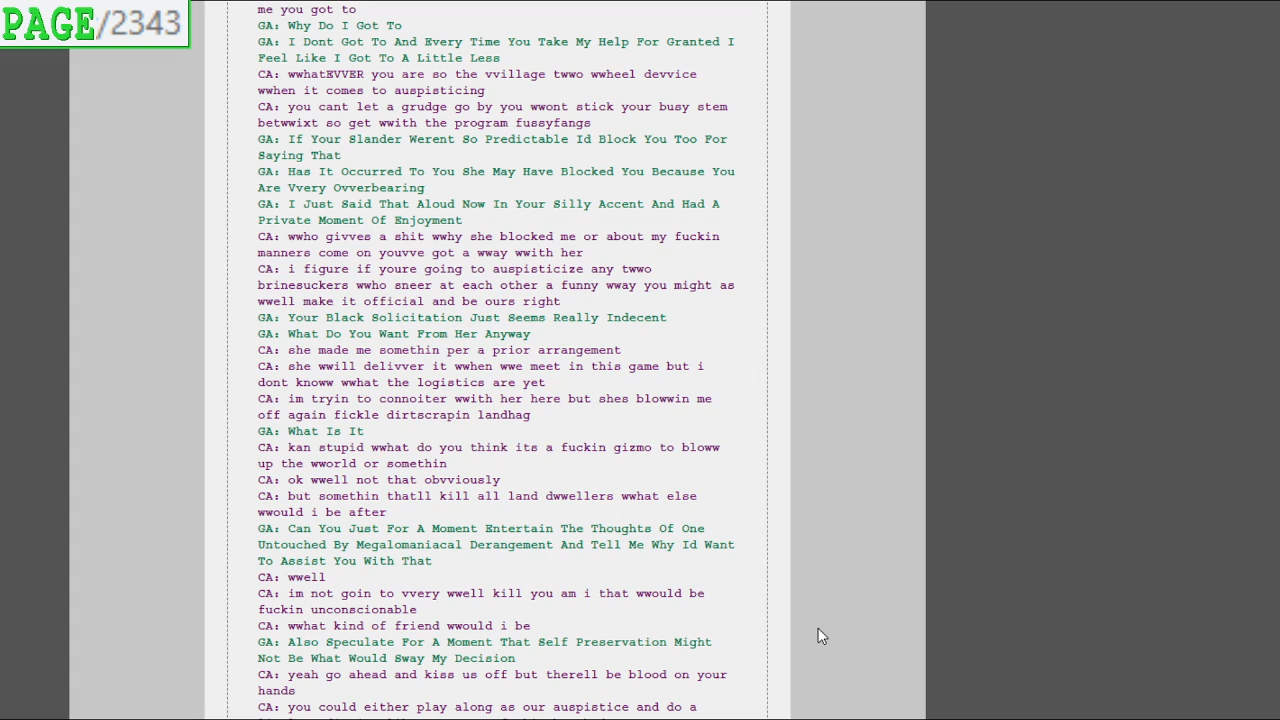 PAGE/2343
me you got to
GA: Why Do I Got To
GA: I Dont Got To And Every Time You Take My Help For Granted I
Feel Like I Got To A Little Less
CA: wwhatEVVER you are so the vvillage twwo wwheel devvice
wwhen it comes to auspisticing
CA: you cant let a grudge go by you wwont stick your busy stem
betwwixt so get wwith the program fussyfangs
GA: If Your Slander Werent So Predictable Id Block You Too For
Saying That
GA: Has It Occurred To You She May Have Blocked You Because You
Are Vvery Ovverbearing
GA: I Just Said That Aloud Now In Your Silly Accent And Had A
Private Moment Of Enjoyment
CA: wwho givves a shit wwhy she blocked me or about my fuckin
manners come on youvve got a wway wwith her
CA: i figure if youre going to auspisticize any twwo
brinesuckers wwho sneer at each other a funny wway you might as
wwell make it official and be ours right
GA: Your Black Solicitation Just Seems Really Indecent
GA: What Do You Want From Her Anyway
CA: she made me somethin per a prior arrangement
CA: she wwill delivver it wwhen wwe meet in this game but i
dont knoww wwhat the logistics are yet
CA: im tryin to connoiter wwith her here but shes blowwin me
off again fickle dirtscrapin landhag
GA: What Is It
CA: kan stupid wwhat do you think its a fuckin gizmo to bloww
up the wworld or somethin
CA: ok wwell not that obvviously
CA: but somethin thatll kill all land dwwellers wwhat else
wwould i be after
GA: Can You Just For A Moment Entertain The Thoughts Of One
Untouched By Megalomaniacal Derangement And Tell Me Why Id Want
To Assist You With That
CA: wwell
CA: im not goin to vvery wwell kill you am i that wwould be
fuckin unconscionable
CA: wwhat kind of friend wwould i be
GA: Also Speculate For A Moment That Self Preservation Might
Not Be What Would Sway My Decision
CA: yeah go ahead and kiss us off but therell be blood on your
hands
CA: you could either play along as our auspistice and do a